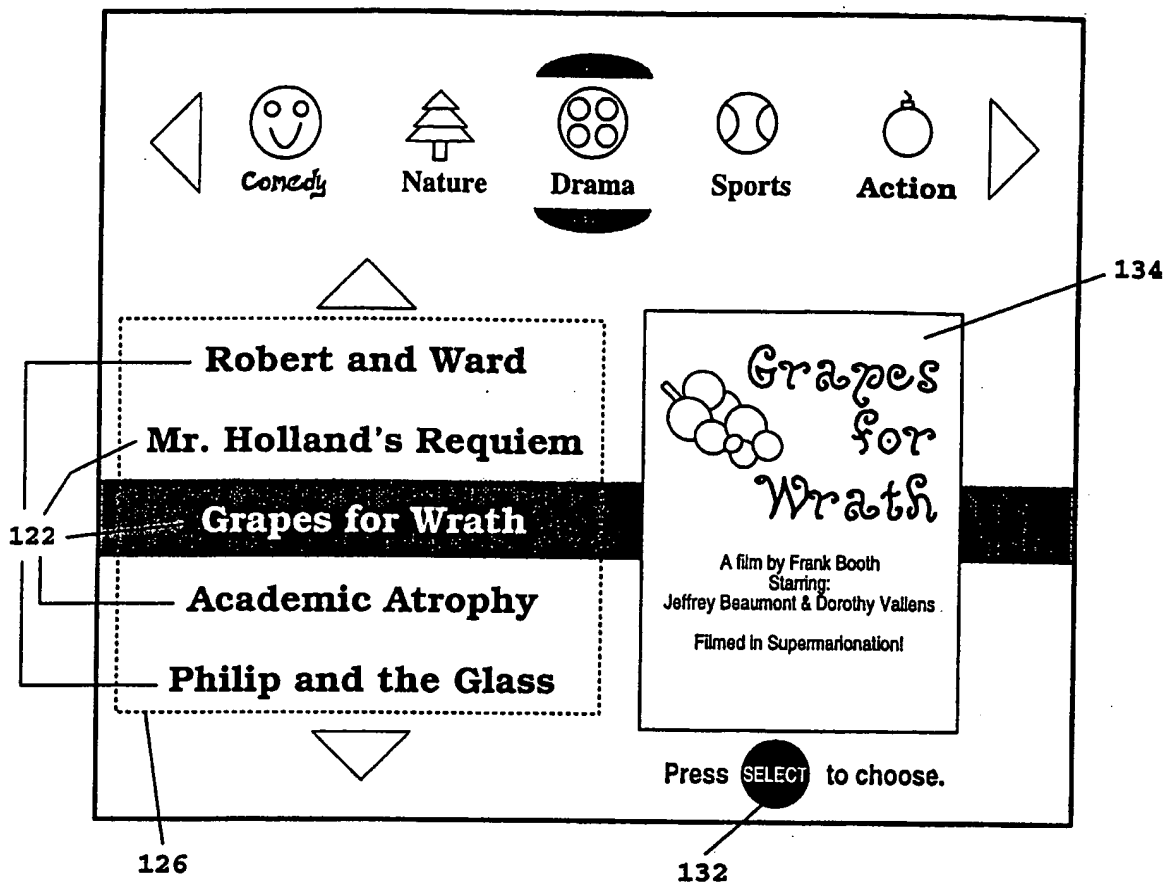 Comedy Nature Drama Sports Action
134
Robert and Ward
Mr. Holland's Requiem
122
Grapes for Wrath
Academic Atrophy
Philip and the Glass
126
Grapes
for
Wrath
A film by Frank Booth
Starring:
Jeffrey Beaumont & Dorothy Vallens
Filmed in Supermarionation!
Press SELECT to choose.
132